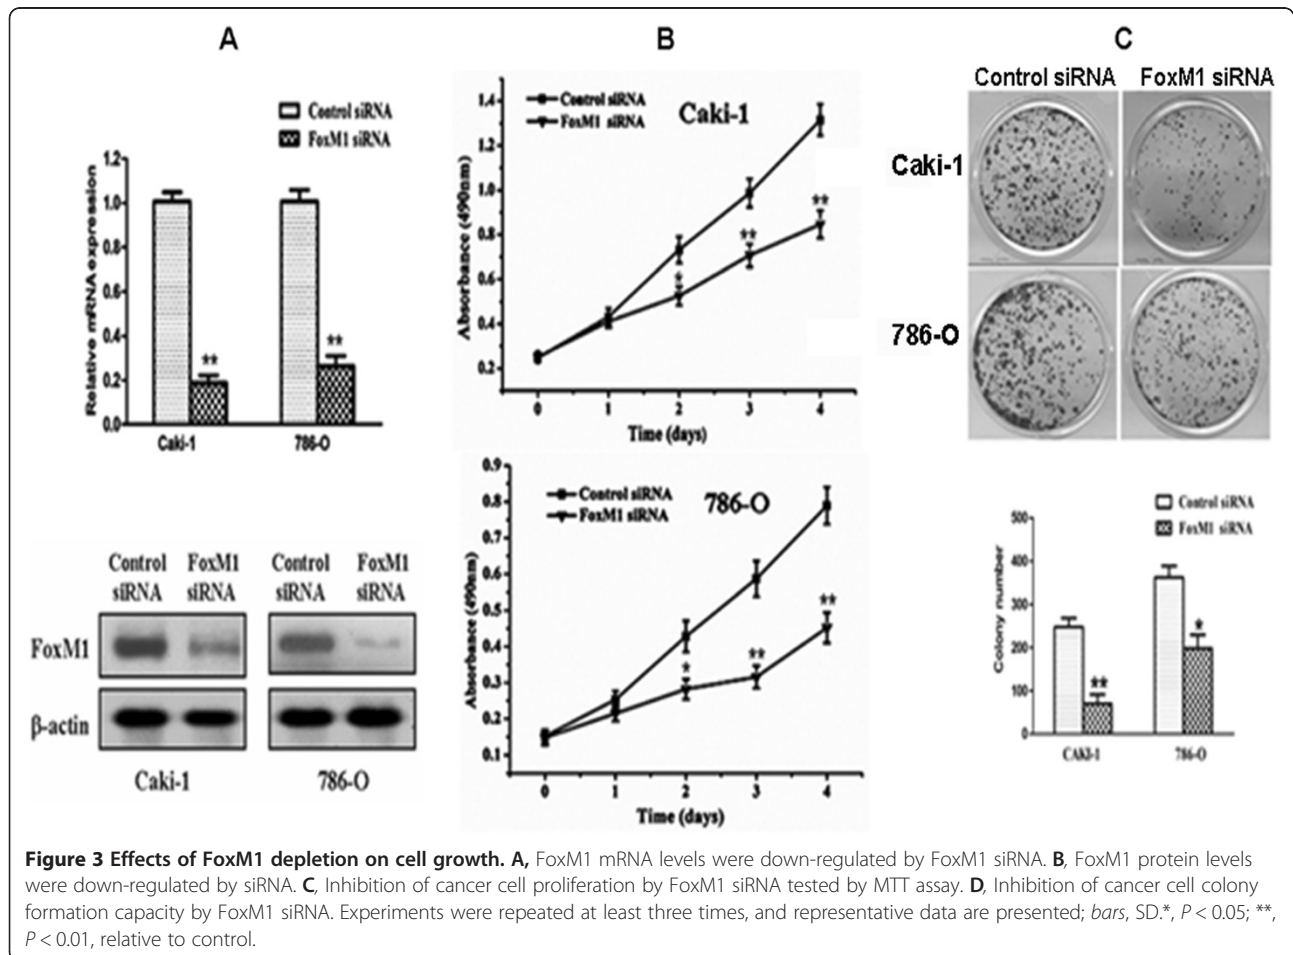 A
Control siRNA
FoxM1 siRNA
Relative mRNA expression
1.2
1.0
0.8
0.6
0.4
0.2
0.0
**
**
Caki-1
786-O
Control siRNA
FoxM1 siRNA
Control siRNA
FoxM1 siRNA
FoxM1
β-actin
Caki-1
786-O
B
Control siRNA
FoxM1 siRNA
Caki-1
Absorbance (490nm)
1.4
1.2
1.0
0.8
0.6
0.4
0.2
*
**
**
0
1
2
3
4
Time (days)
Control siRNA
FoxM1 siRNA
786-O
Absorbance (490nm)
0.9
0.8
0.7
0.6
0.5
0.4
0.3
0.2
0.1
*
**
**
0
1
2
3
4
Time (days)
C
Control siRNA
FoxM1 siRNA
Caki-1
786-O
Control siRNA
FoxM1 siRNA
Colony number
500
400
300
200
100
0
**
*
CAKI-1
786-O
Figure 3 Effects of FoxM1 depletion on cell growth. A, FoxM1 mRNA levels were down-regulated by FoxM1 siRNA. B, FoxM1 protein levels
were down-regulated by siRNA. C, Inhibition of cancer cell proliferation by FoxM1 siRNA tested by MTT assay. D, Inhibition of cancer cell colony
formation capacity by FoxM1 siRNA. Experiments were repeated at least three times, and representative data are presented; bars, SD.*, P < 0.05; **,
P < 0.01, relative to control.